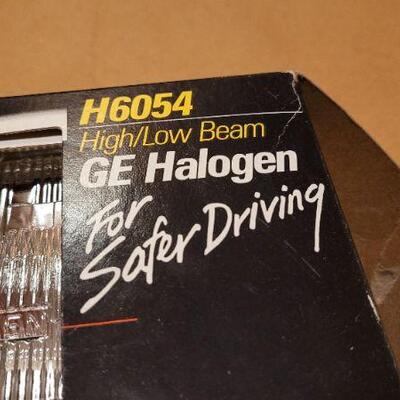 H6054
High/Low Beam
GE Halogen
For
Safer Driving